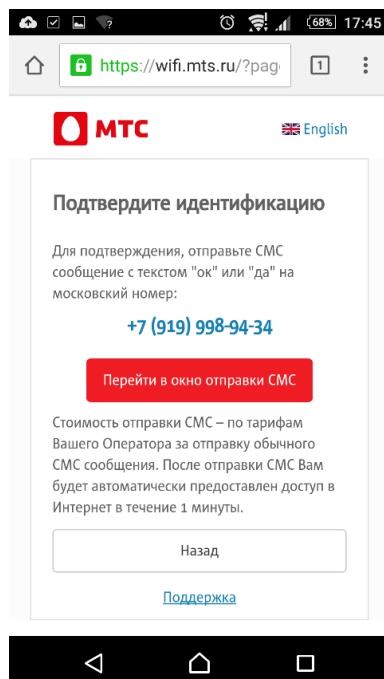 68% 17:45
https://wifi.mts.ru/?pag
1
МТС
English
Подтвердите идентификацию
Для подтверждения, отправьте СМС
сообщение с текстом "ок" или "да" на
московский номер:
+7 (919) 998-94-34
Перейти в окно отправки СМС
Стоимость отправки СМС – по тарифам
Вашего Оператора за отправку обычного
СМС сообщения. После отправки СМС Вам
будет автоматически предоставлен доступ в
Интернет в течение 1 минуты.
Назад
Поддержка